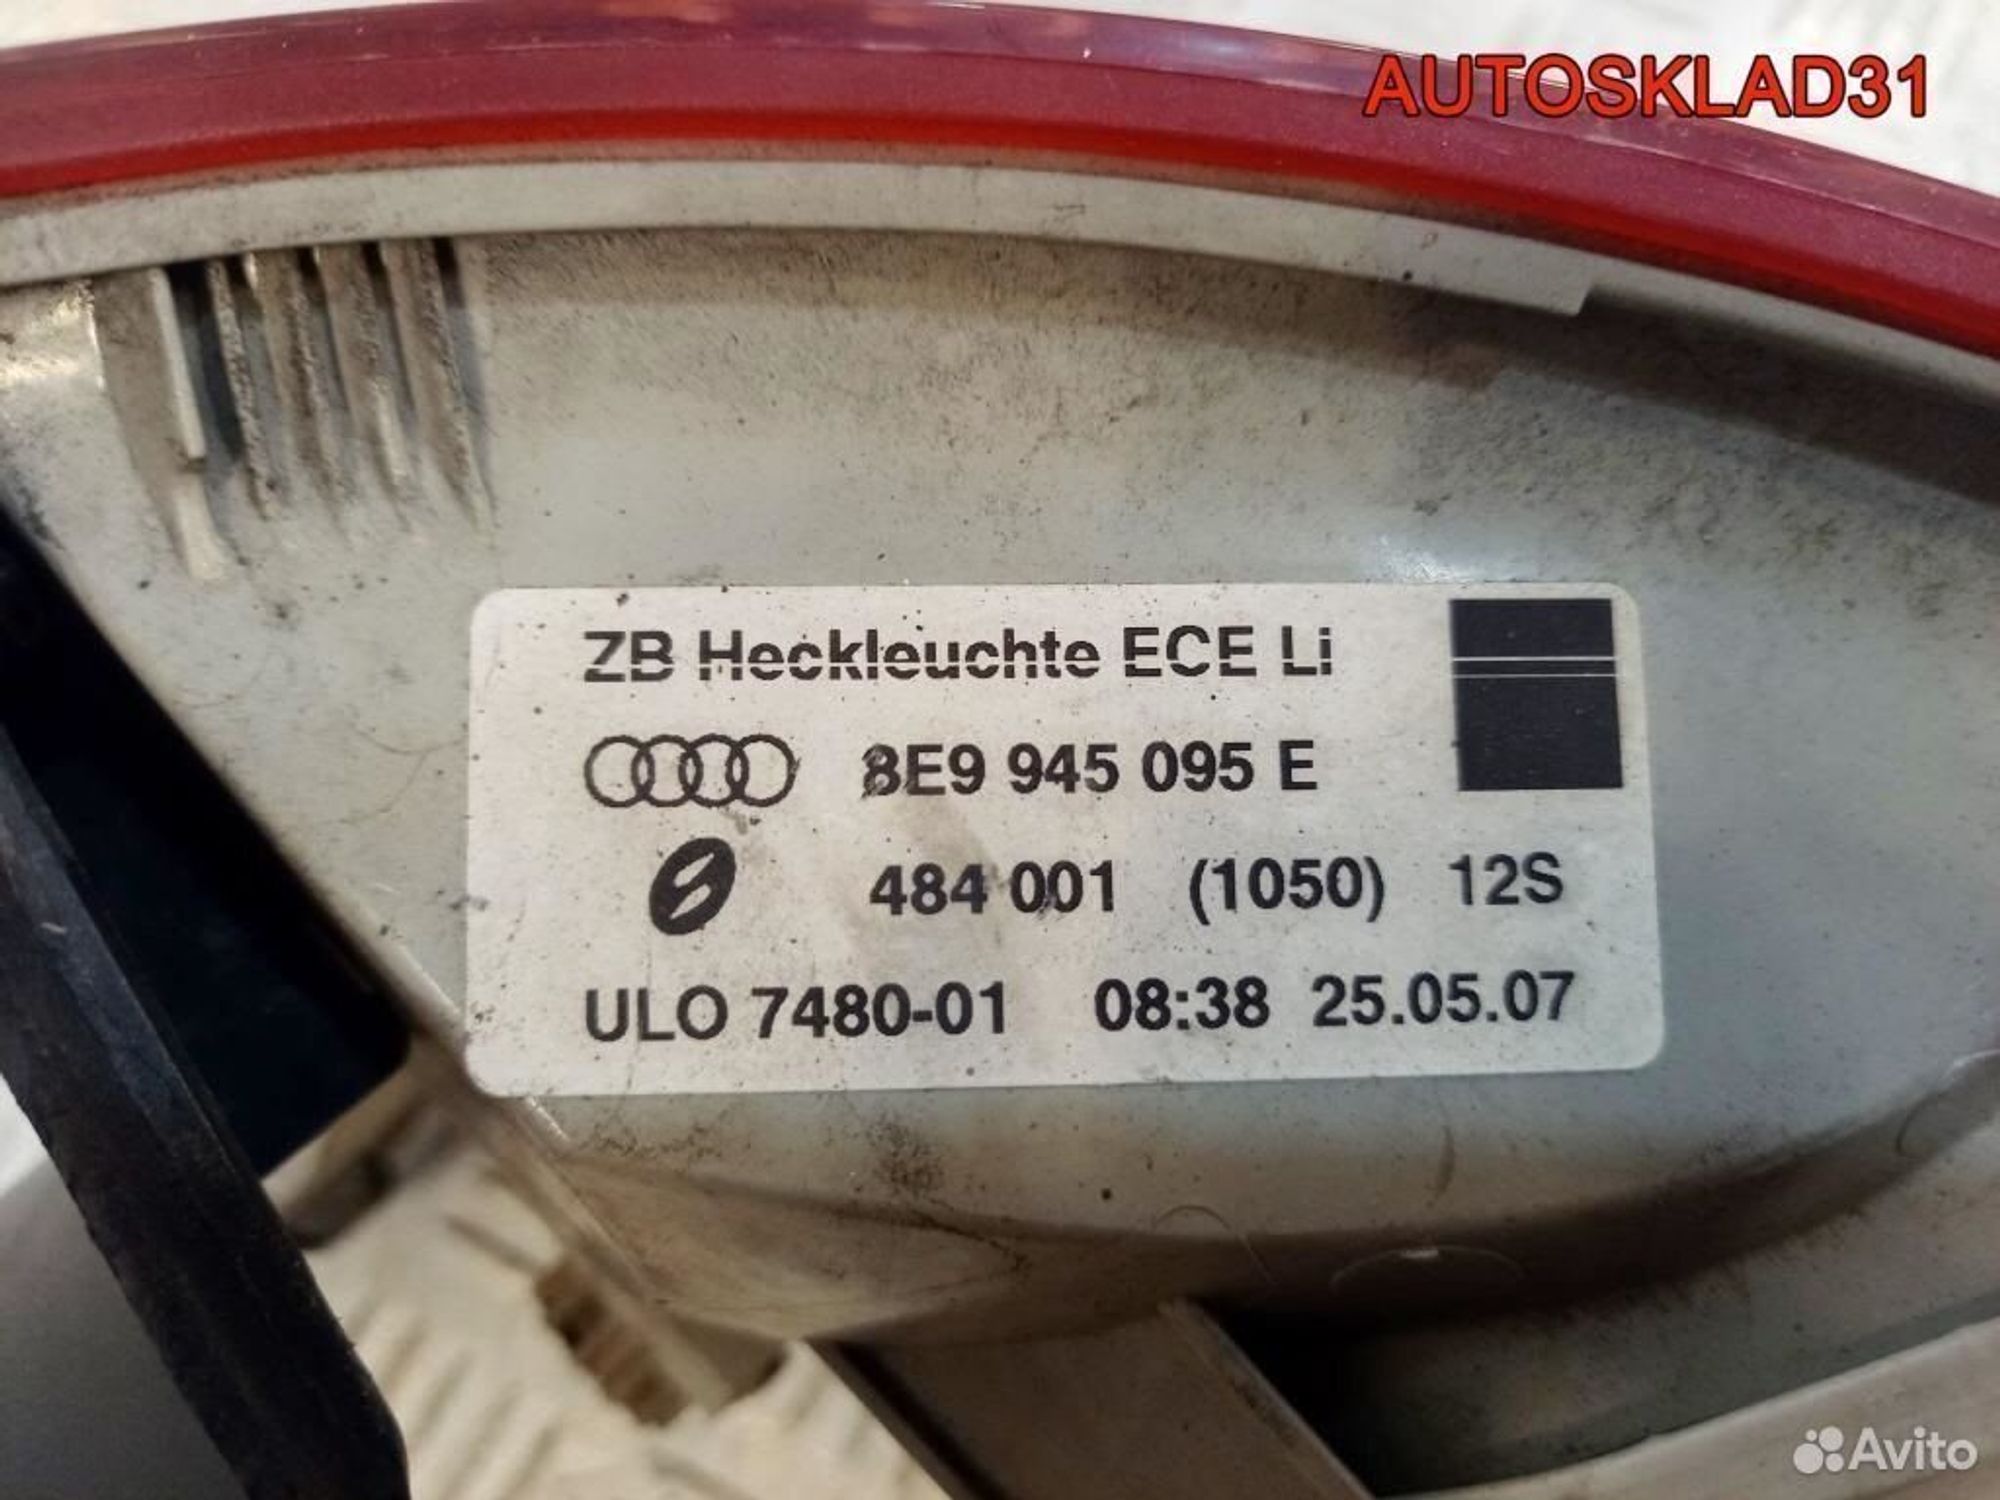 AUTOSKLAD31
ZB Heckleuchte ECE Li
8E9 945 095 E
484 001 (1050) 12S
ULO 7480-01 08:38 25.05.07
Avito